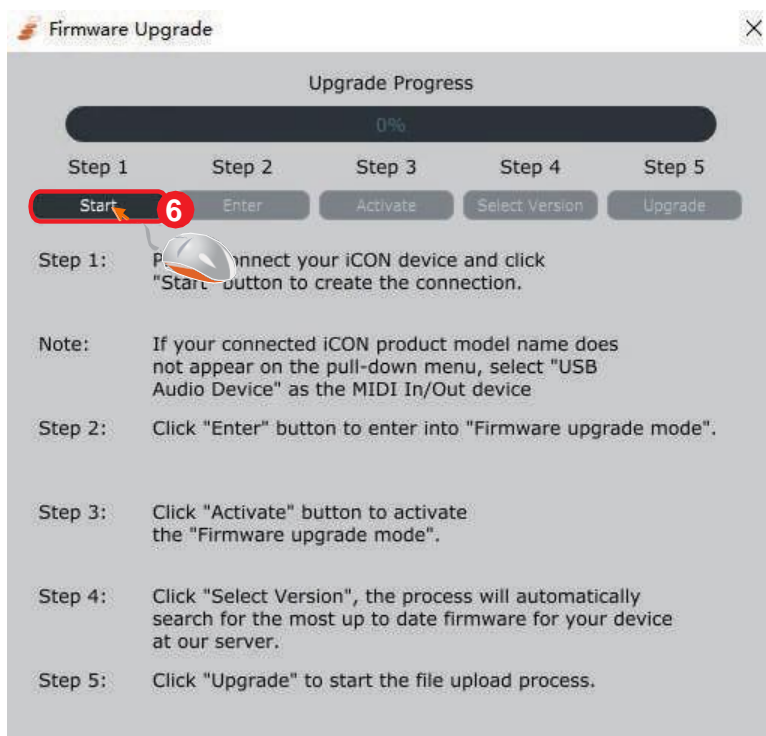 Firmware Upgrade
Upgrade Progress
0%
Step 1 Step 2 Step 3 Step 4 Step 5
Start 6 Enter Activate Select Version Upgrade
Step 1: connect your iCON device and click
"Start" button to create the connection.
Note: If your connected iCON product model name does
not appear on the pull-down menu, select "USB
Audio Device" as the MIDI In/Out device
Step 2: Click "Enter" button to enter into "Firmware upgrade mode".
Step 3: Click "Activate" button to activate
the "Firmware upgrade mode".
Step 4: Click "Select Version", the process will automatically
search for the most up to date firmware for your device
at our server.
Step 5: Click "Upgrade" to start the file upload process.